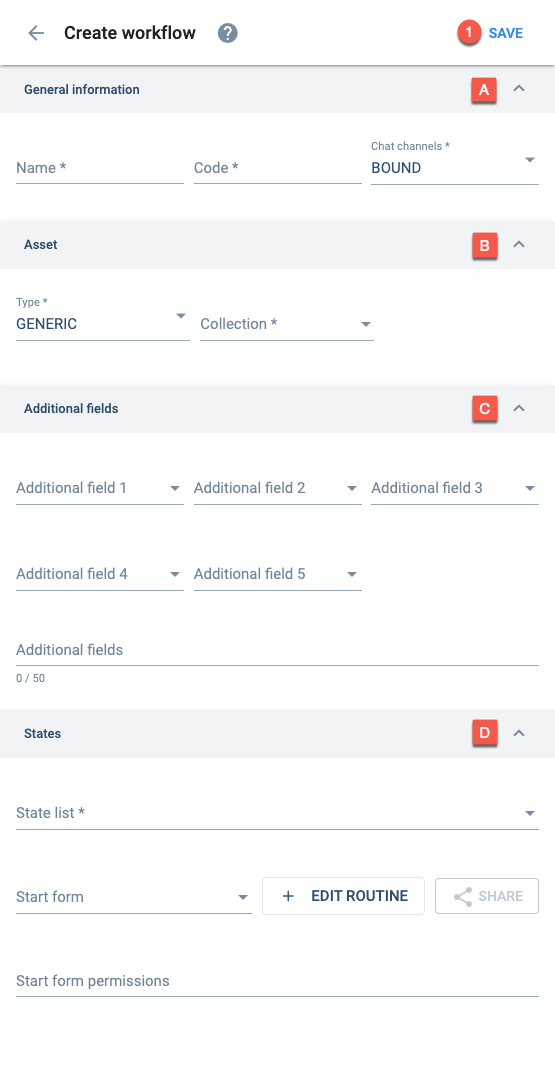 Create workflow ? 1 SAVE
General information A
Chat channels *
Name * Code * BOUND
Asset B
Type *
GENERIC Collection *
Additional fields C
Additional field 1 Additional field 2 Additional field 3
Additional field 4 Additional field 5
Additional fields
0 / 50
States D
State list *
Start form + EDIT ROUTINE SHARE
Start form permissions